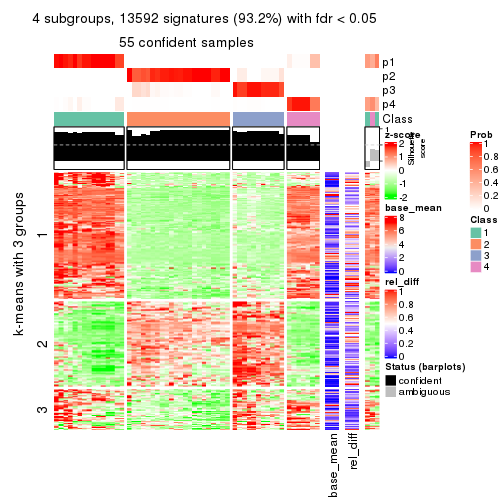 4 subgroups, 13592 signatures (93.2%) with fdr < 0.05
55 confident samples
p1
p2
p3
p4
Class
Silhouette
score
k-means with 3 groups
1
2
3
base_mean
rel_diff
z-score
2
1
0
-1
-2
base_mean
8
6
4
2
0
rel_diff
1
0.8
0.6
0.4
0.2
0
Status (barplots)
confident
ambiguous
Prob
1
0.8
0.6
0.4
0.2
0
Class
1
2
3
4